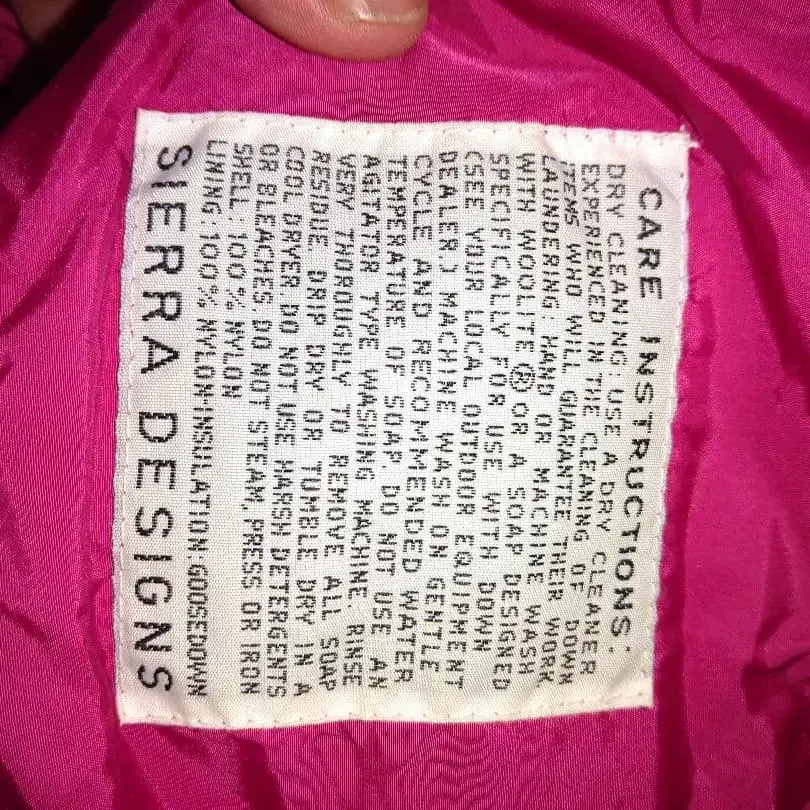 CARE INSTRUCTIONS:
DRY CLEANING: USE A DRY CLEANER
EXPERIENCED IN THE CLEANING OF DOWN
ITEMS WHO WILL GUARANTEE THEIR WORK.
LAUNDERING: HAND OR MACHINE WASH
WITH WOOLITE ® OR A SOAP DESIGNED
SPECIFICALLY FOR USE WITH DOWN
(SEE YOUR LOCAL OUTDOOR EQUIPMENT
DEALER.) MACHINE WASH ON GENTLE
CYCLE AND RECOMMENDED WATER
TEMPERATURE OF SOAP. DO NOT USE AN
AGITATOR TYPE WASHING MACHINE. RINSE
VERY THOROUGHLY TO REMOVE ALL SOAP
RESIDUE. DRIP DRY OR TUMBLE DRY IN A
COOL DRYER. DO NOT USE HARSH DETERGENTS
OR BLEACHES. DO NOT STEAM, PRESS OR IRON
SHELL: 100% NYLON
LINING:100% NYLON-INSULATION GOOSEDOWN
SIERRA DESIGNS